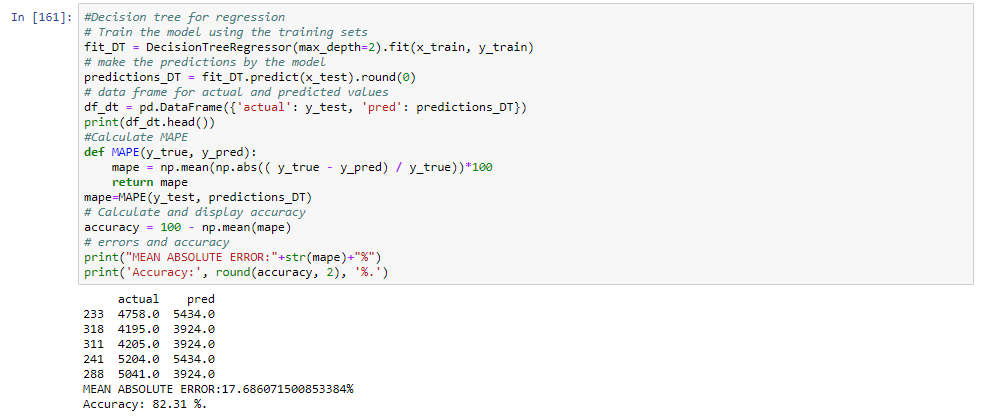 In [161]: #Decision tree for regression
# Train the model using the training sets
fit_DT = DecisionTreeRegressor(max_depth=2).fit(x_train, y_train)
# make the predictions by the model
predictions_DT = fit_DT.predict(x_test).round(0)
# data frame for actual and predicted values
df_dt = pd.DataFrame({'actual': y_test, 'pred': predictions_DT})
print(df_dt.head())
#Calculate MAPE
def MAPE(y_true, y_pred):
    mape = np.mean(np.abs(( y_true - y_pred) / y_true))*100
    return mape
mape=MAPE(y_test, predictions_DT)
# Calculate and display accuracy
accuracy = 100 - np.mean(mape)
# errors and accuracy
print("MEAN ABSOLUTE ERROR:"+str(mape)+"%")
print('Accuracy:', round(accuracy, 2), '%.')
     actual    pred
233  4758.0  5434.0
318  4195.0  3924.0
311  4205.0  3924.0
241  5204.0  5434.0
288  5041.0  3924.0
MEAN ABSOLUTE ERROR:17.686071500853384%
Accuracy: 82.31 %.